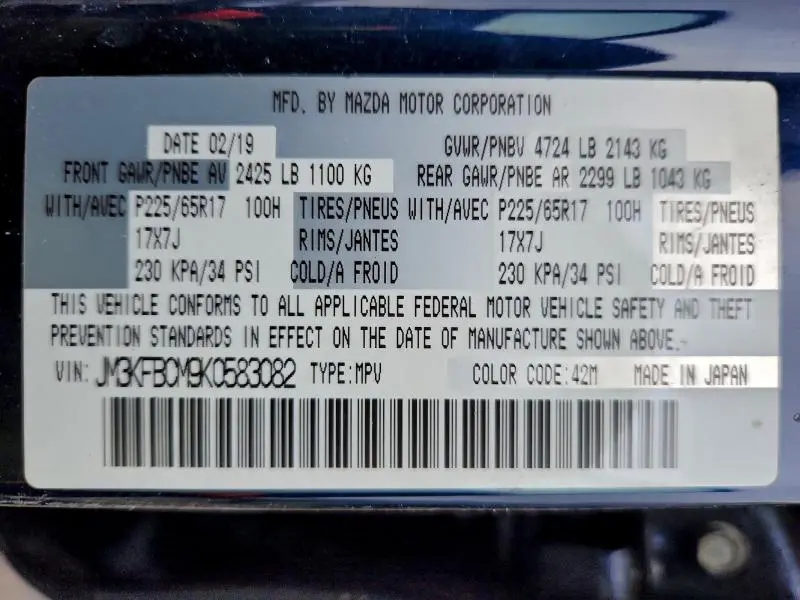 MFD. BY MAZDA MOTOR CORPORATION
DATE 02/19 GVWR/PNBV 4724 LB 2143 KG
FRONT GAWR/PNBE AV 2425 LB 1100 KG REAR GAWR/PNBE AR 2299 LB 1043 KG
WITH/AVEC P225/65R17 100H TIRES/PNEUS WITH/AVEC P225/65R17 100H TIRES/PNEUS
17X7J RIMS/JANTES 17X7J RIMS/JANTES
230 KPA/34 PSI COLD/A FROID 230 KPA/34 PSI COLD/A FROID
THIS VEHICLE CONFORMS TO ALL APPLICABLE FEDERAL MOTOR VEHICLE SAFETY AND THEFT
PREVENTION STANDARDS IN EFFECT ON THE DATE OF MANUFACTURE SHOWN ABOVE.
VIN: JM3KFBCM9K0583082 TYPE:MPV COLOR CODE:42M MADE IN JAPAN